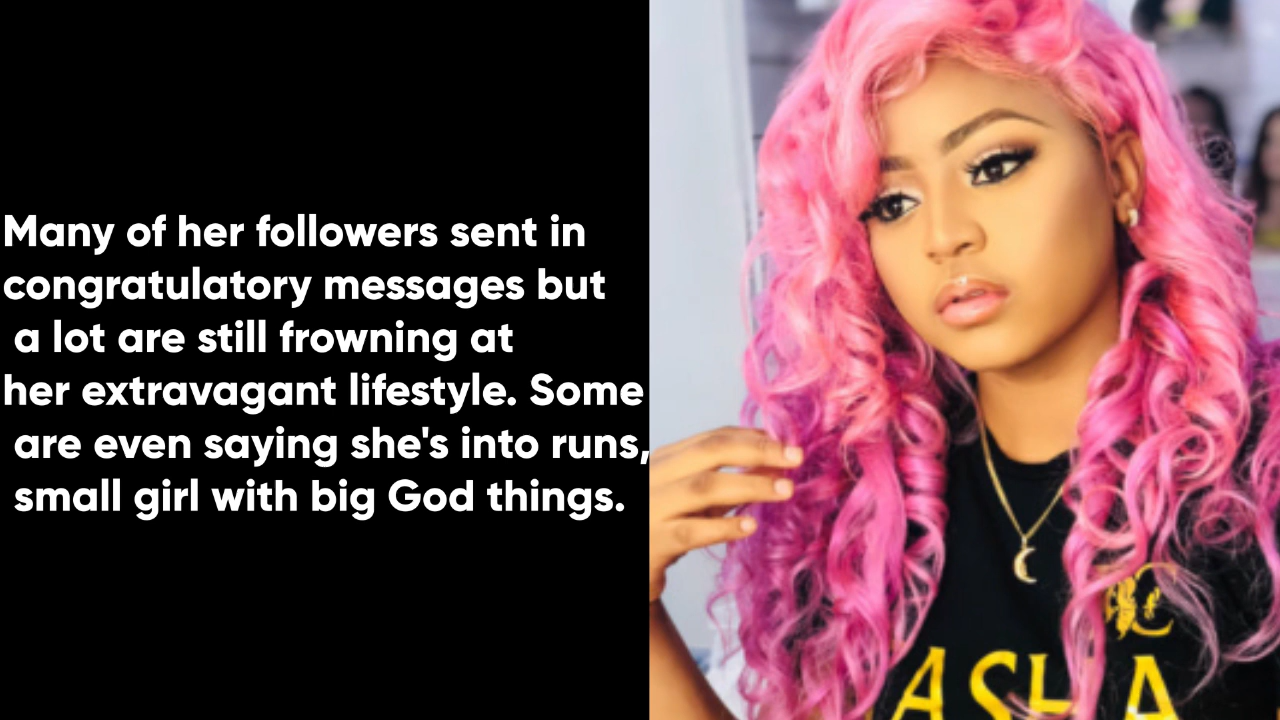 Many of her followers sent in
congratulatory messages but
a lot are still frowning at
her extravagant lifestyle. Some
are even saying she's into runs,
small girl with big God things.
ASHA